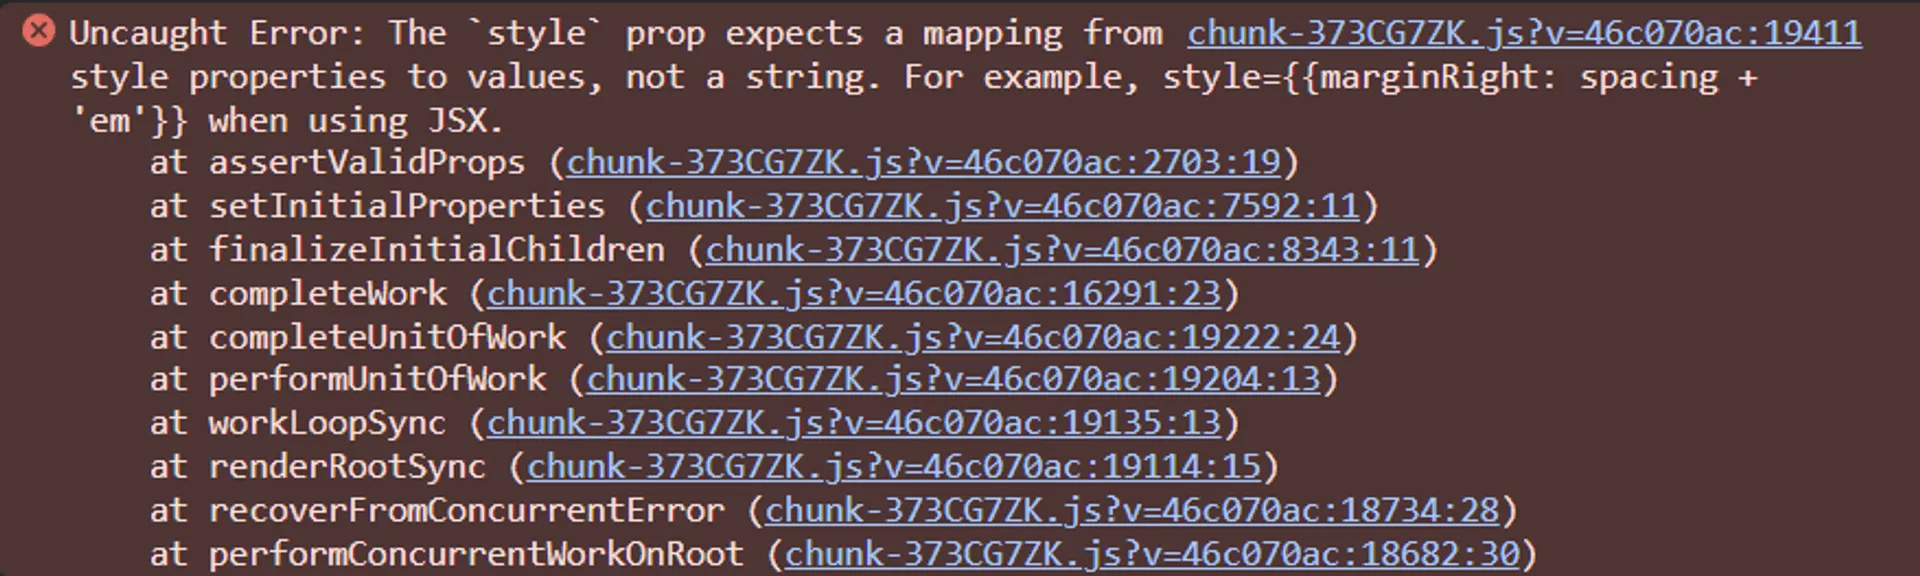 Uncaught Error: The `style` prop expects a mapping from chunk-373CG7ZK.js?v=46c070ac:19411
style properties to values, not a string. For example, style={{marginRight: spacing +
'em'}} when using JSX.
at assertValidProps (chunk-373CG7ZK.js?v=46c070ac:2703:19)
at setInitialProperties (chunk-373CG7ZK.js?v=46c070ac:7592:11)
at finalizeInitialChildren (chunk-373CG7ZK.js?v=46c070ac:8343:11)
at completeWork (chunk-373CG7ZK.js?v=46c070ac:16291:23)
at completeUnitOfWork (chunk-373CG7ZK.js?v=46c070ac:19222:24)
at performUnitOfWork (chunk-373CG7ZK.js?v=46c070ac:19204:13)
at workLoopSync (chunk-373CG7ZK.js?v=46c070ac:19135:13)
at renderRootSync (chunk-373CG7ZK.js?v=46c070ac:19114:15)
at recoverFromConcurrentError (chunk-373CG7ZK.js?v=46c070ac:18734:28)
at performConcurrentWorkOnRoot (chunk-373CG7ZK.js?v=46c070ac:18682:30)